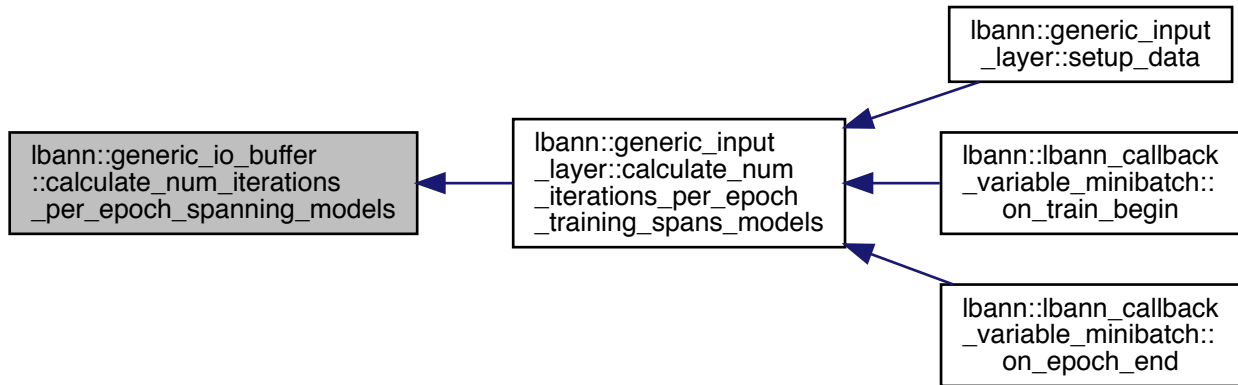 lbann::generic_io_buffer
::calculate_num_iterations
_per_epoch_spanning_models
lbann::generic_input
_layer::calculate_num
_iterations_per_epoch
_training_spans_models
lbann::generic_input
_layer::setup_data
lbann::lbann_callback
_variable_minibatch::
on_train_begin
lbann::lbann_callback
_variable_minibatch::
on_epoch_end